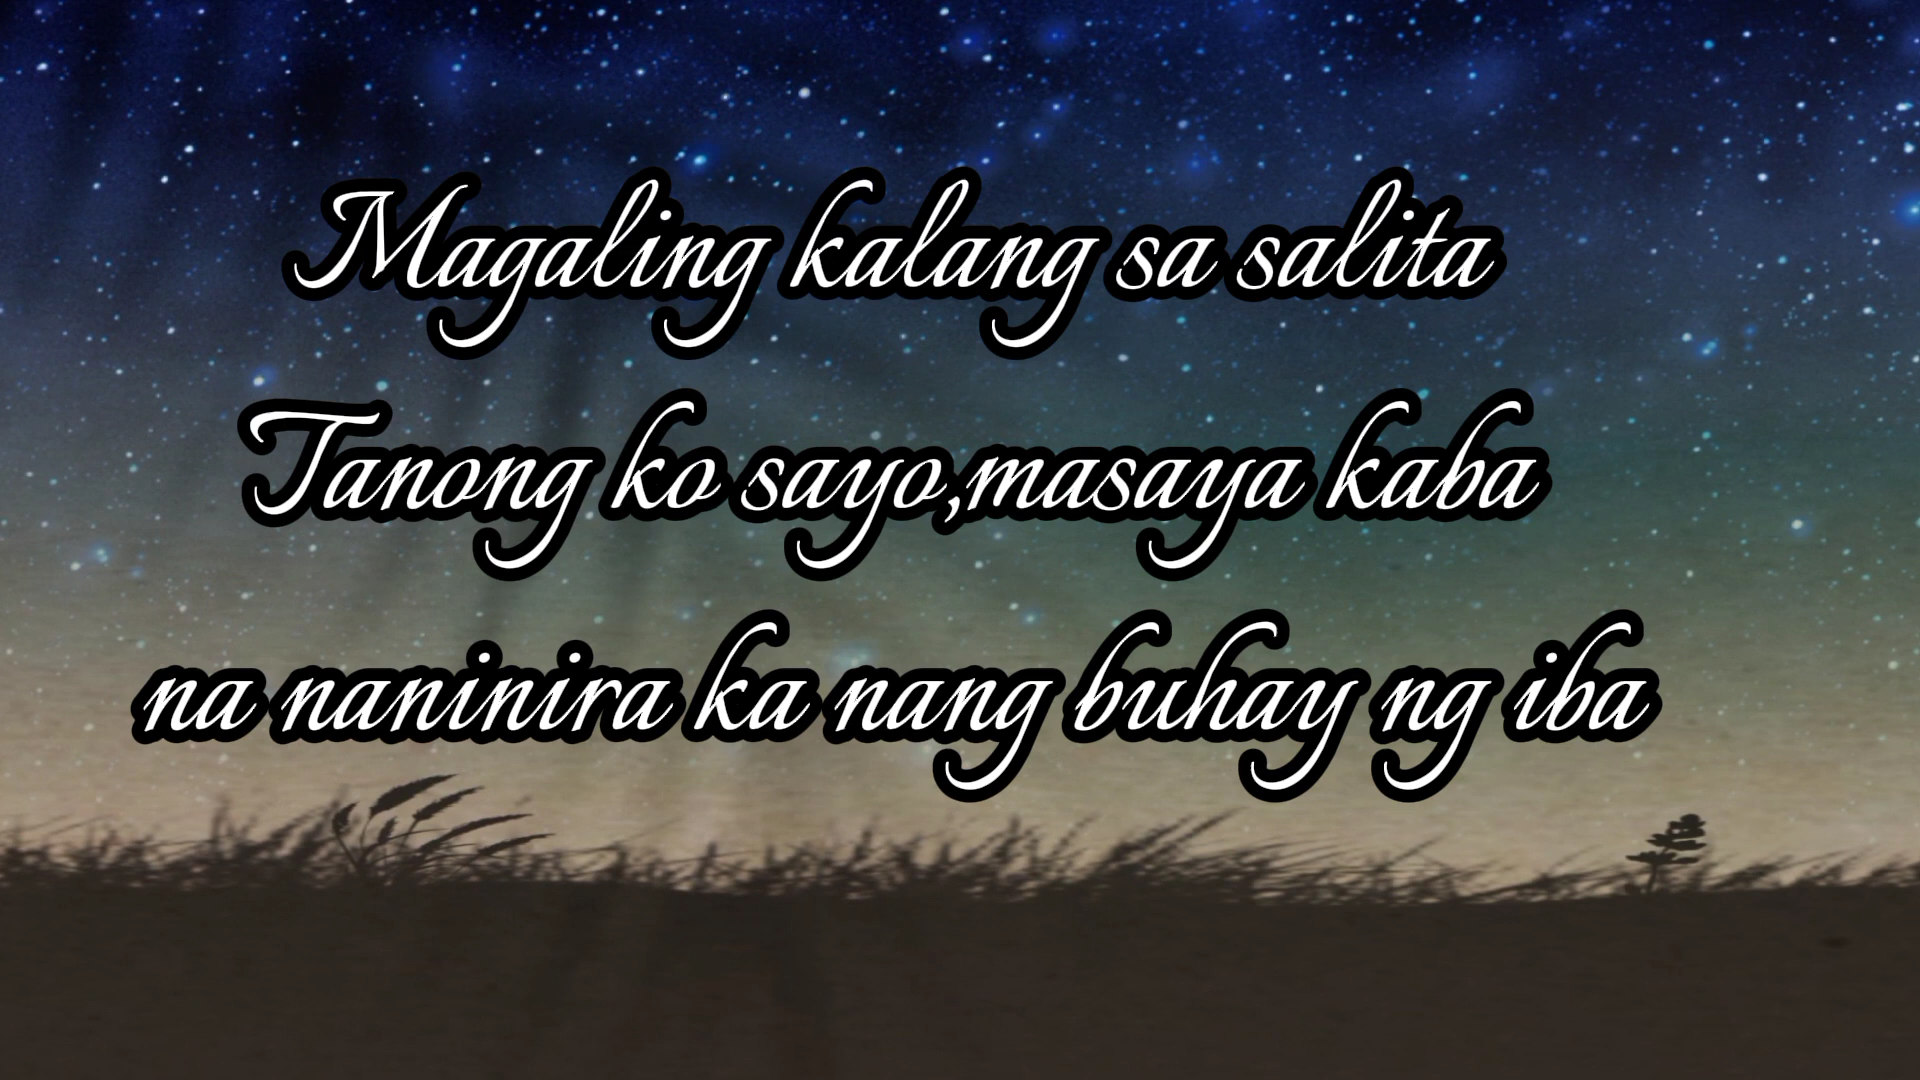 Magaling kalang sa salita
Tanong ko sayo,masaya kaba
na naninira ka nang buhay ng iba